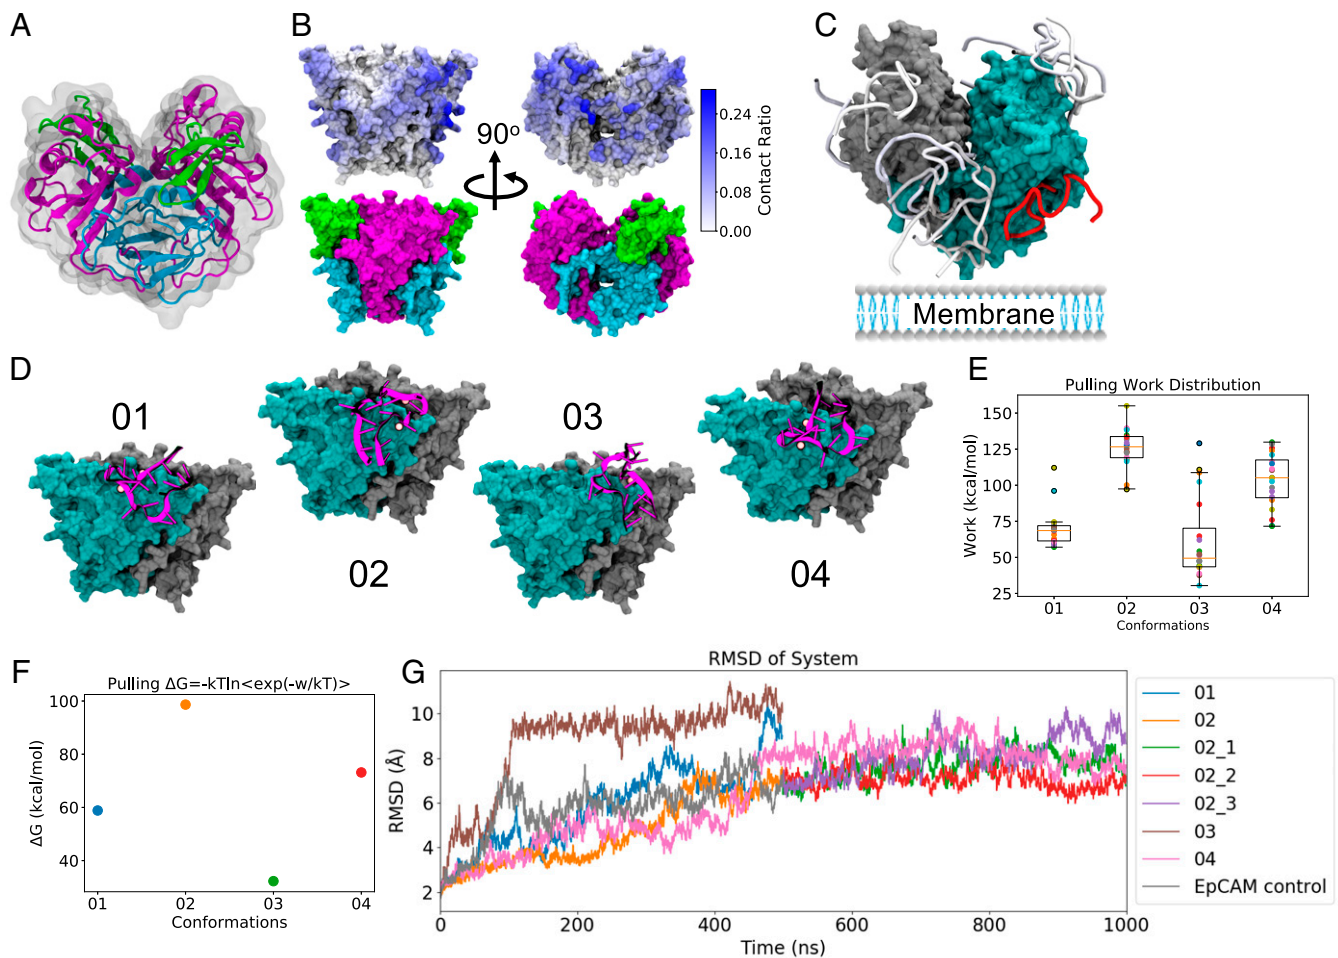 A
B
C
90º
0.24
0.16
0.08
0.00
Contact Ratio
Membrane
D
01
02
03
04
E
Pulling Work Distribution
150
125
100
75
50
25
Work (kcal/mol)
01 02 03 04
Conformations
F
Pulling ΔG=-kTln<exp(-w/kT)>
100
80
60
40
ΔG (kcal/mol)
01 02 03 04
Conformations
G
RMSD of System
10
8
6
4
2
RMSD (Å)
0 200 400 600 800 1000
Time (ns)
01
02
02_1
02_2
02_3
03
04
EpCAM control